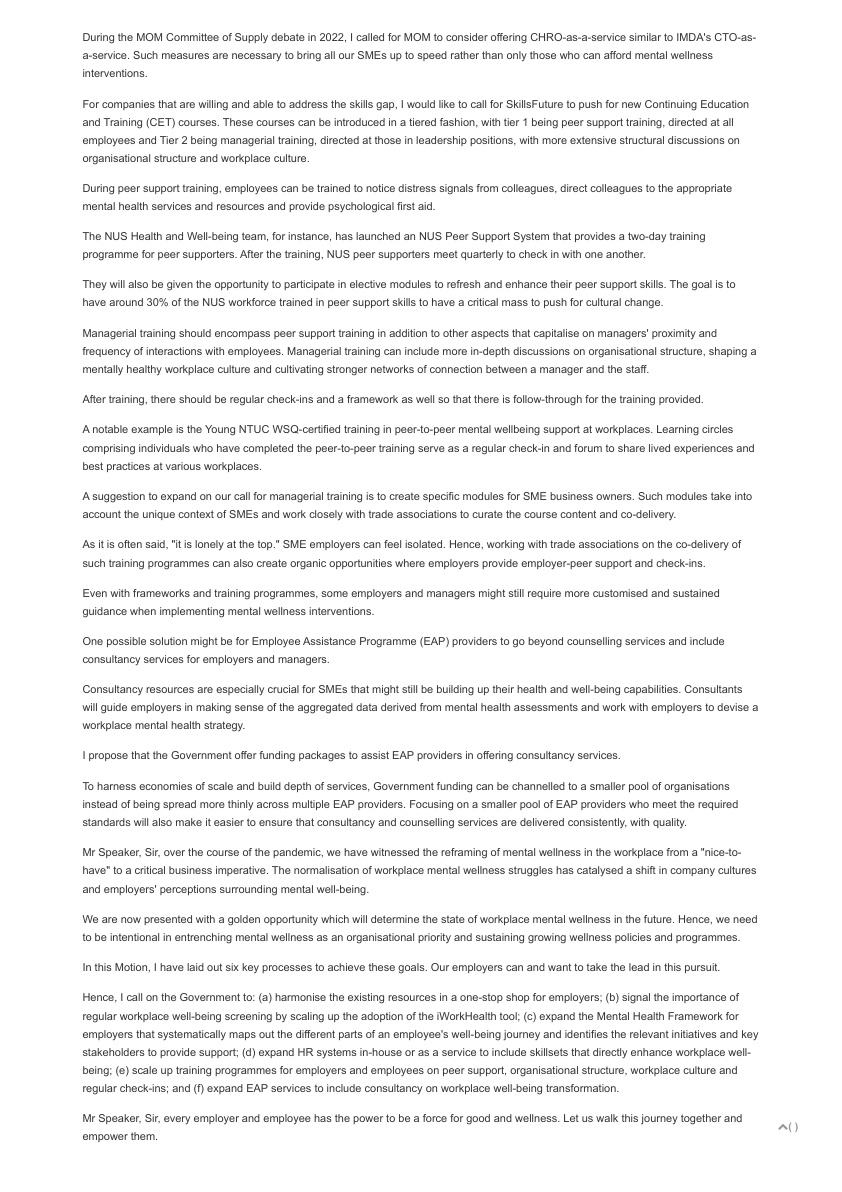 During the MOM Committee of Supply debate in 2022, I called for MOM to consider offering CHRO-as-a-service similar to IMDA's CTO-as-
a-service. Such measures are necessary to bring all our SMEs up to speed rather than only those who can afford mental wellness
interventions.
For companies that are willing and able to address the skills gap, I would like to call for SkillsFuture to push for new Continuing Education
and Training (CET) courses. These courses can be introduced in a tiered fashion, with tier 1 being peer support training, directed at all
employees and Tier 2 being managerial training, directed at those in leadership positions, with more extensive structural discussions on
organisational structure and workplace culture.
During peer support training, employees can be trained to notice distress signals from colleagues, direct colleagues to the appropriate
mental health services and resources and provide psychological first aid.
The NUS Health and Well-being team, for instance, has launched an NUS Peer Support System that provides a two-day training
programme for peer supporters. After the training, NUS peer supporters meet quarterly to check in with one another.
They will also be given the opportunity to participate in elective modules to refresh and enhance their peer support skills. The goal is to
have around 30% of the NUS workforce trained in peer support skills to have a critical mass to push for cultural change.
Managerial training should encompass peer support training in addition to other aspects that capitalise on managers' proximity and
frequency of interactions with employees. Managerial training can include more in-depth discussions on organisational structure, shaping a
mentally healthy workplace culture and cultivating stronger networks of connection between a manager and the staff.
After training, there should be regular check-ins and a framework as well so that there is follow-through for the training provided.
A notable example is the Young NTUC WSQ-certified training in peer-to-peer mental wellbeing support at workplaces. Learning circles
comprising individuals who have completed the peer-to-peer training serve as a regular check-in and forum to share lived experiences and
best practices at various workplaces.
A suggestion to expand on our call for managerial training is to create specific modules for SME business owners. Such modules take into
account the unique context of SMEs and work closely with trade associations to curate the course content and co-delivery.
As it is often said, "it is lonely at the top." SME employers can feel isolated. Hence, working with trade associations on the co-delivery of
such training programmes can also create organic opportunities where employers provide employer-peer support and check-ins.
Even with frameworks and training programmes, some employers and managers might still require more customised and sustained
guidance when implementing mental wellness interventions.
One possible solution might be for Employee Assistance Programme (EAP) providers to go beyond counselling services and include
consultancy services for employers and managers.
Consultancy resources are especially crucial for SMEs that might still be building up their health and well-being capabilities. Consultants
will guide employers in making sense of the aggregated data derived from mental health assessments and work with employers to devise a
workplace mental health strategy.
I propose that the Government offer funding packages to assist EAP providers in offering consultancy services.
To harness economies of scale and build depth of services, Government funding can be channelled to a smaller pool of organisations
instead of being spread more thinly across multiple EAP providers. Focusing on a smaller pool of EAP providers who meet the required
standards will also make it easier to ensure that consultancy and counselling services are delivered consistently, with quality.
Mr Speaker, Sir, over the course of the pandemic, we have witnessed the reframing of mental wellness in the workplace from a "nice-to-
have" to a critical business imperative. The normalisation of workplace mental wellness struggles has catalysed a shift in company cultures
and employers' perceptions surrounding mental well-being.
We are now presented with a golden opportunity which will determine the state of workplace mental wellness in the future. Hence, we need
to be intentional in entrenching mental wellness as an organisational priority and sustaining growing wellness policies and programmes.
In this Motion, I have laid out six key processes to achieve these goals. Our employers can and want to take the lead in this pursuit.
Hence, I call on the Government to: (a) harmonise the existing resources in a one-stop shop for employers; (b) signal the importance of
regular workplace well-being screening by scaling up the adoption of the iWorkHealth tool; (c) expand the Mental Health Framework for
employers that systematically maps out the different parts of an employee's well-being journey and identifies the relevant initiatives and key
stakeholders to provide support; (d) expand HR systems in-house or as a service to include skillsets that directly enhance workplace well-
being; (e) scale up training programmes for employers and employees on peer support, organisational structure, workplace culture and
regular check-ins; and (f) expand EAP services to include consultancy on workplace well-being transformation.
Mr Speaker, Sir, every employer and employee has the power to be a force for good and wellness. Let us walk this journey together and
empower them.
( )